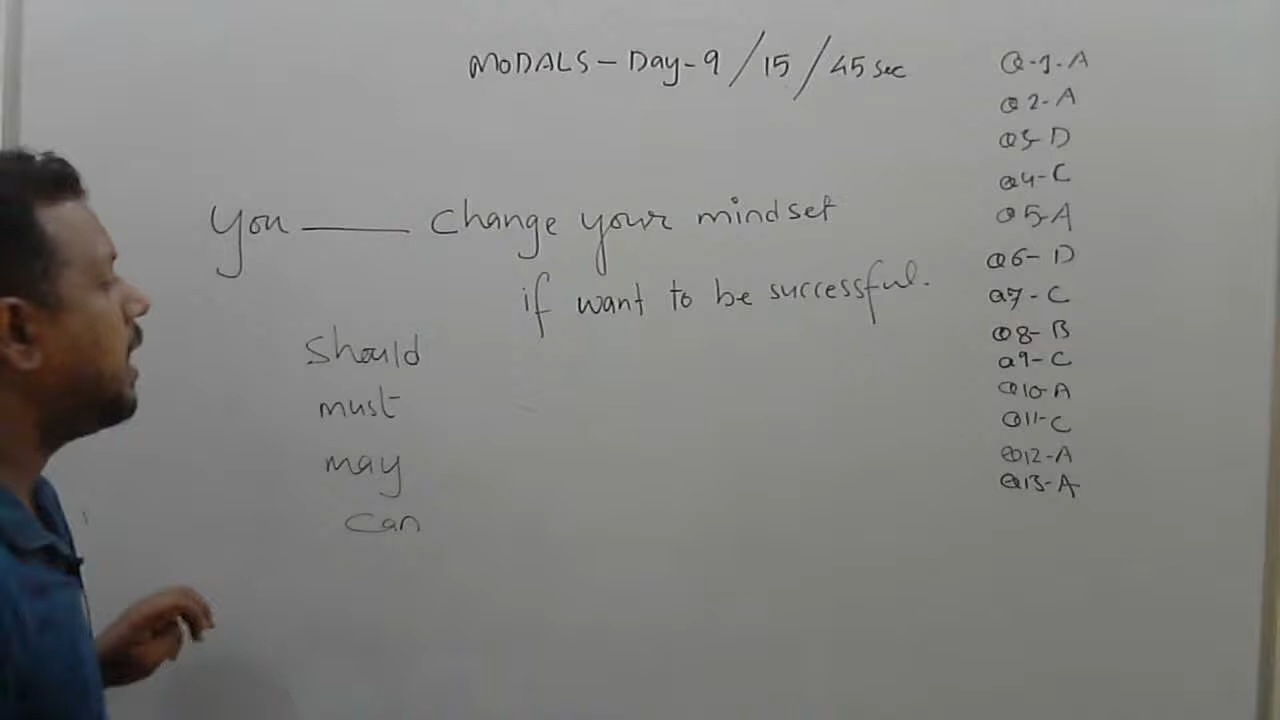 MODALS - Day - 9 / 15 / 45 sec
You ____ change your mindset
if want to be successful.
should
must
may
can
Q-1-A
Q2-A
Q3-D
Q4-C
Q5-A
Q6-D
Q7-C
Q8-B
Q9-C
Q10-A
Q11-C
Q12-A
Q13-A